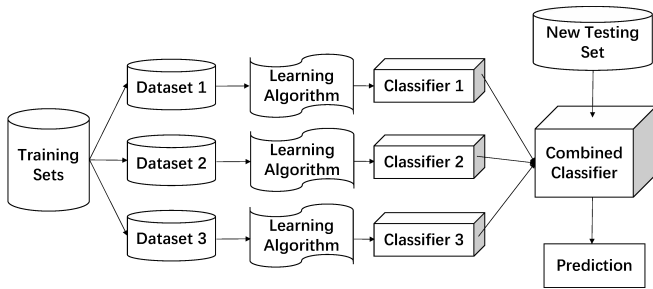 New Testing
Set
Dataset 1
Learning
Algorithm
Classifier 1
Training
Sets
Dataset 2
Learning
Algorithm
Classifier 2
Combined
Classifier
Dataset 3
Learning
Algorithm
Classifier 3
Prediction